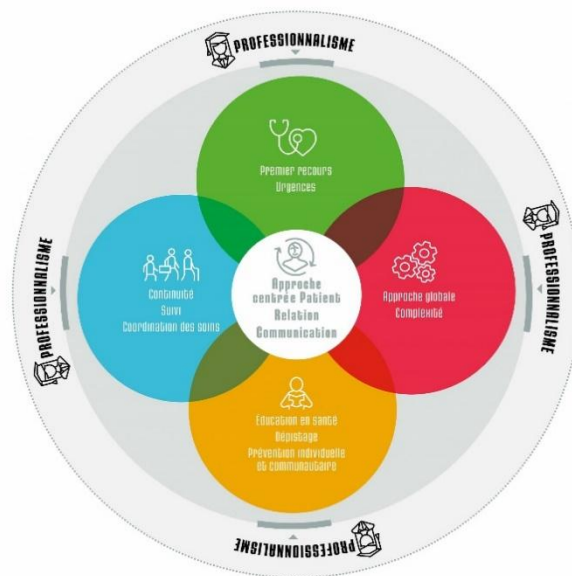 PROFESSIONNALISME
Premier recours
Urgences
PROFESSIONNALISME
Continuité
Suivi
Coordination des soins
Approche
centrée Patient
Relation
Communication
Approche globale
Complexité
PROFESSIONNALISME
Éducation en santé
Dépistage
Prévention individuelle
et communautaire
PROFESSIONNALISME